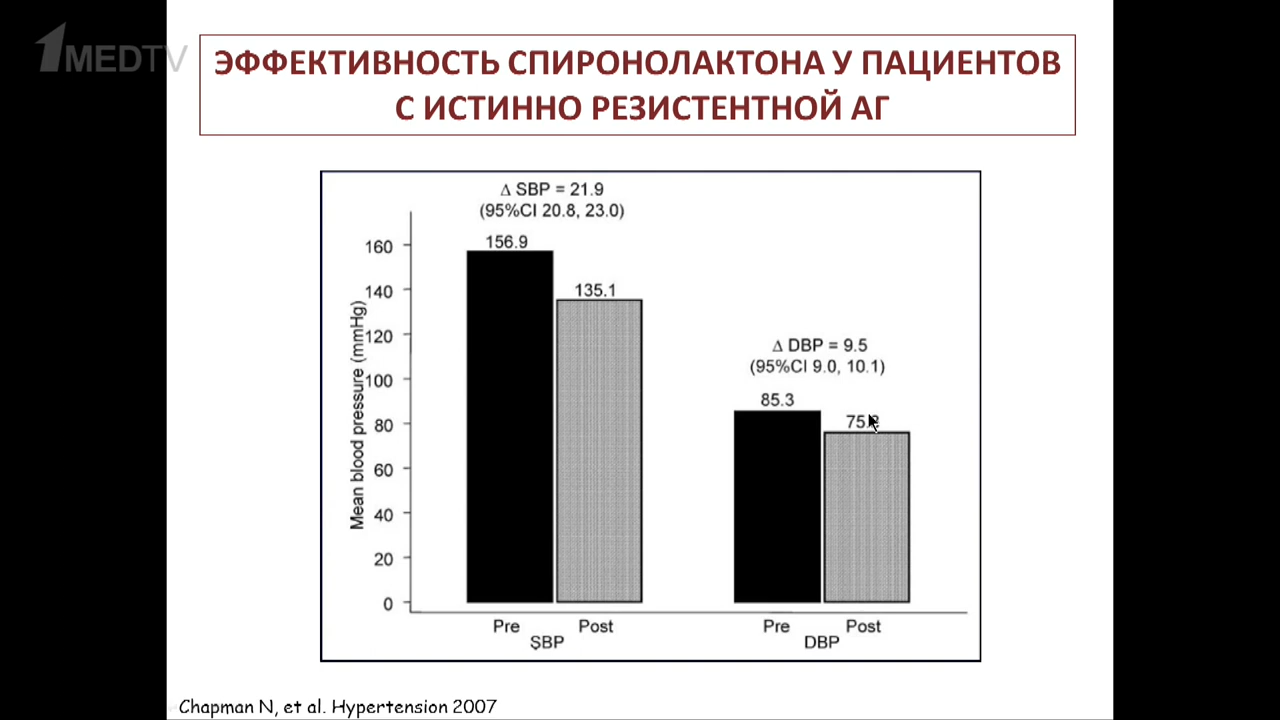 1MEDTV
ЭФФЕКТИВНОСТЬ СПИРОНОЛАКТОНА У ПАЦИЕНТОВ
С ИСТИННО РЕЗИСТЕНТНОЙ АГ
Δ SBP = 21.9
(95%CI 20.8, 23.0)
156.9
135.1
Δ DBP = 9.5
(95%CI 9.0, 10.1)
85.3
Mean blood pressure (mmHg)
160
140
120
100
80
60
40
20
0
Pre
Post
SBP
Pre
Post
DBP
Chapman N, et al. Hypertension 2007